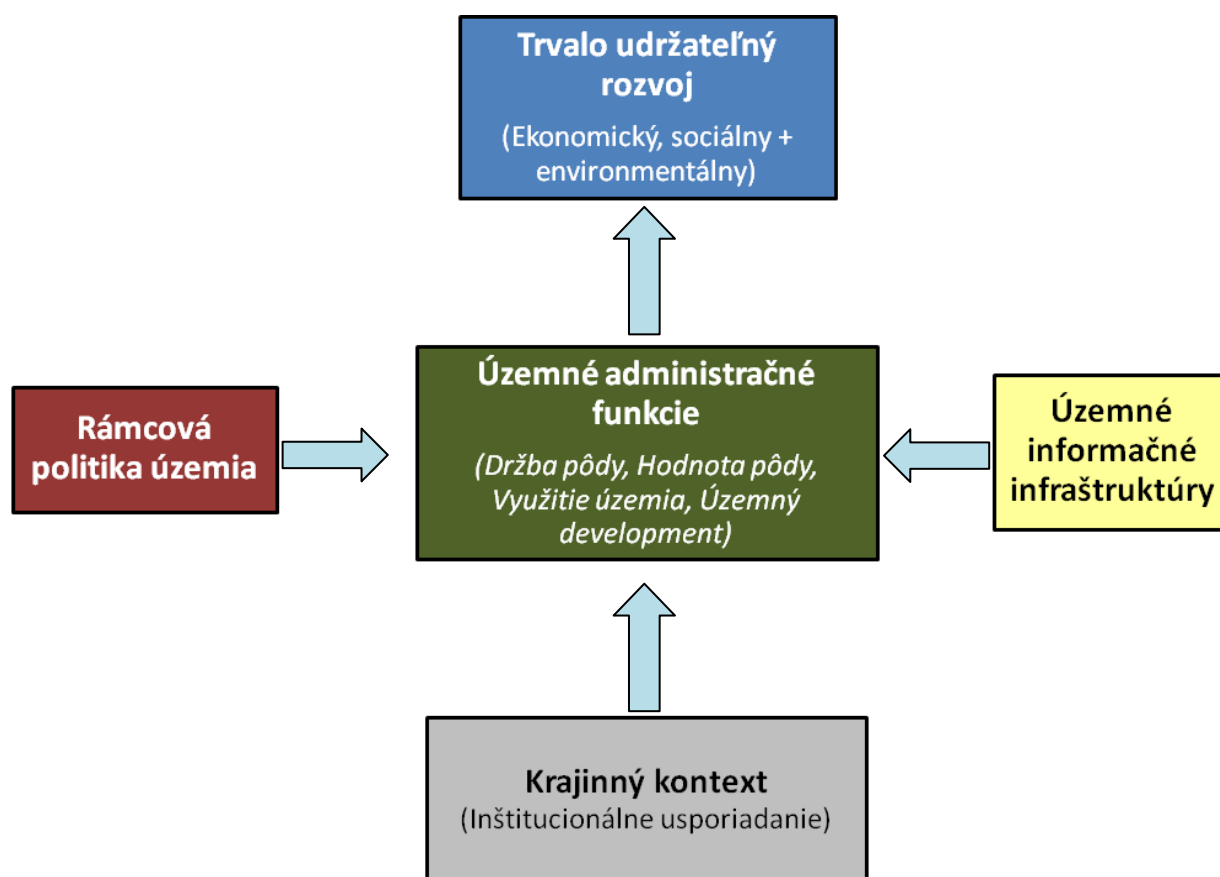 Trvalo udržateľný
rozvoj
(Ekonomický, sociálny +
environmentálny)
Územné administračné
funkcie
(Držba pôdy, Hodnota pôdy,
Využitie územia, Územný
development)
Rámcová
politika územia
Územné
informačné
infraštruktúry
Krajinný kontext
(Inštitucionálne usporiadanie)